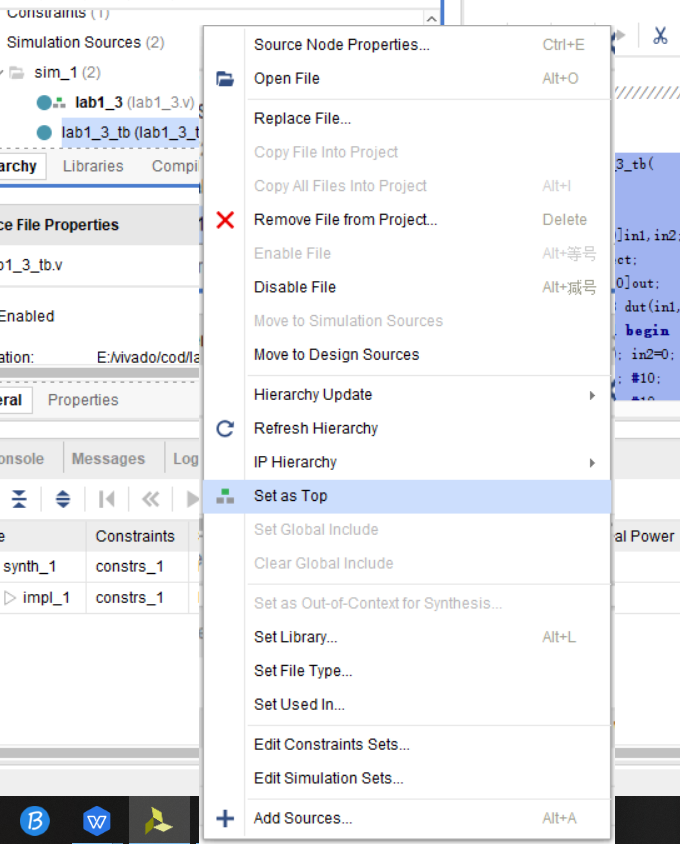 Constraints (1)
Simulation Sources (2)
sim_1 (2)
lab1_3 (lab1_3.v)
lab1_3_tb (lab1_3_t
archy
Libraries
Compi
ce File Properties
b1_3_tb.v
Enabled
ation:
E:/vivado/cod/la
eral
Properties
onsole
Messages
Log
e
Constraints
synth_1
constrs_1
impl_1
constrs_1
Source Node Properties... Ctrl+E
Open File Alt+O
Replace File...
Copy File Into Project
Copy All Files Into Project Alt+I
Remove File from Project... Delete
Enable File Alt+等号
Disable File Alt+减号
Move to Simulation Sources
Move to Design Sources
Hierarchy Update
Refresh Hierarchy
IP Hierarchy
Set as Top
Set Global Include
Clear Global Include
Set as Out-of-Context for Synthesis...
Set Library... Alt+L
Set File Type...
Set Used In...
Edit Constraints Sets...
Edit Simulation Sets...
Add Sources... Alt+A
//////////
_3_tb(
]in1,in2;
ect;
0]out;
dut(in1,
begin
; in2=0;
; #10;
#10
al Power